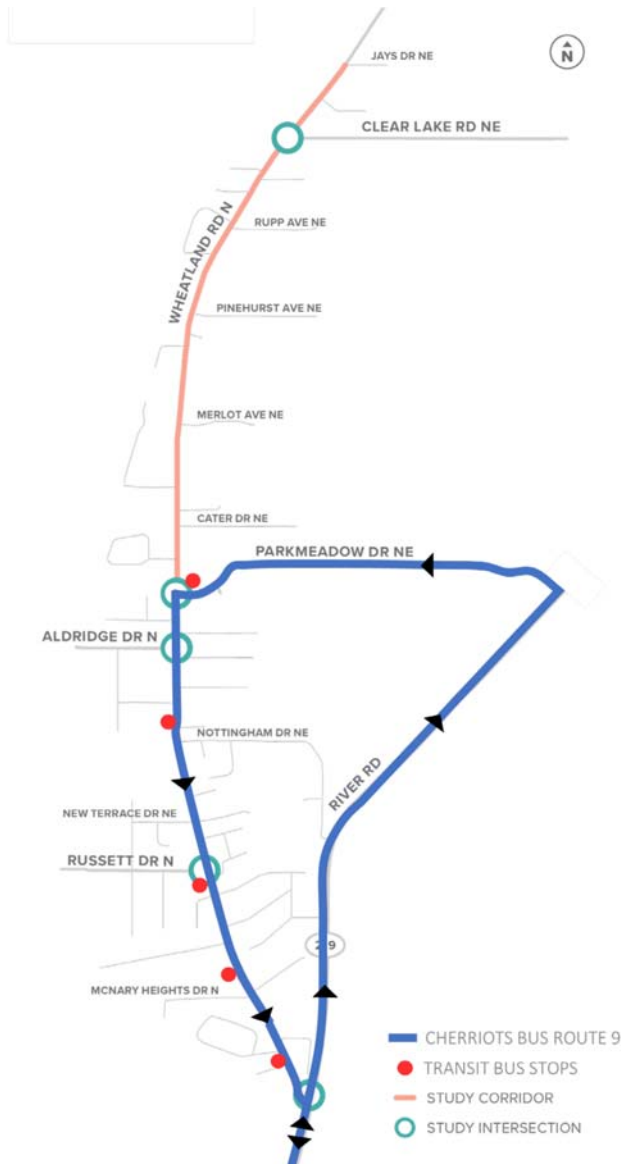 JAYS DR NE
N
CLEAR LAKE RD NE
RUPP AVE NE
WHEATLAND RD N
PINEHURST AVE NE
MERLOT AVE NE
CATER DR NE
PARKMEADOW DR NE
ALDRIDGE DR N
NOTTINGHAM DR NE
RIVER RD
NEW TERRACE DR NE
RUSSETT DR N
MCNARY HEIGHTS DR N
CHERRIOTS BUS ROUTE 9
TRANSIT BUS STOPS
STUDY CORRIDOR
STUDY INTERSECTION